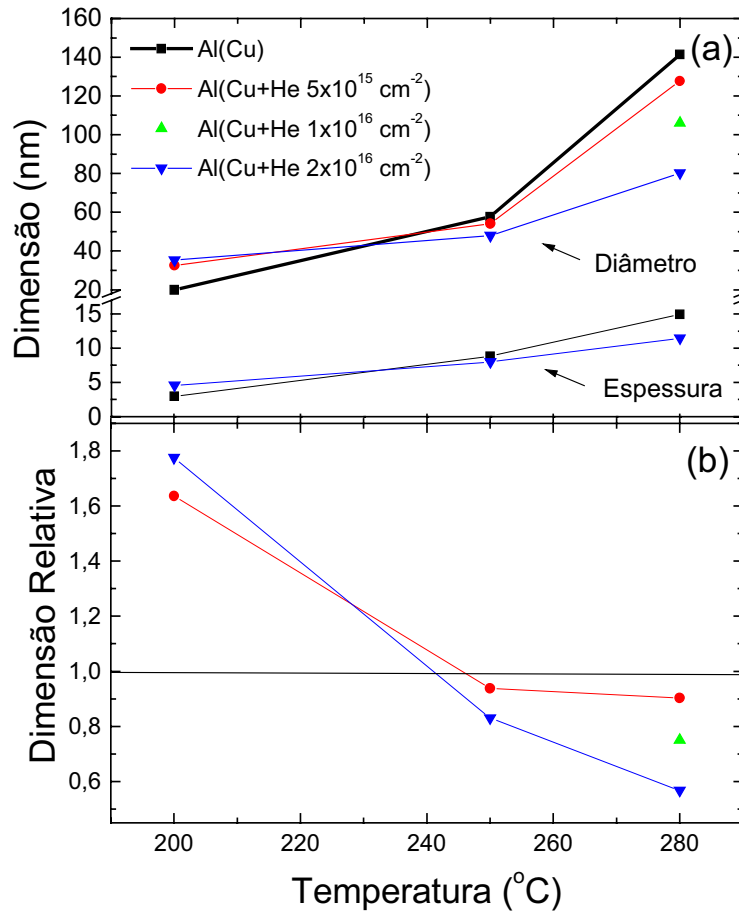 (a)
Al(Cu)
Al(Cu+He 5x10¹⁵ cm⁻²)
Al(Cu+He 1x10¹⁶ cm⁻²)
Al(Cu+He 2x10¹⁶ cm⁻²)
Dimensão (nm)
160
140
120
100
80
60
40
20
15
10
5
0
Diâmetro
Espessura
(b)
Dimensão Relativa
1,8
1,6
1,4
1,2
1,0
0,8
0,6
200
220
240
260
280
Temperatura (°C)